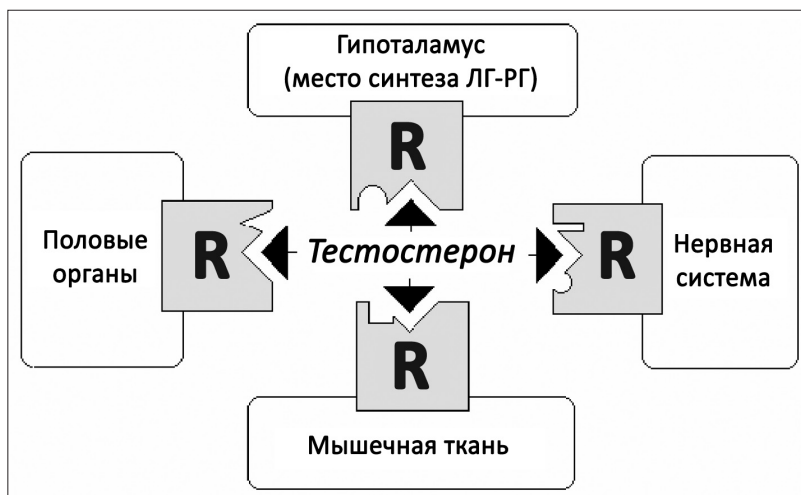 Гипоталамус
(место синтеза ЛГ-РГ)
R
Половые
органы
R
Тестостерон
R
Нервная
система
R
Мышечная ткань